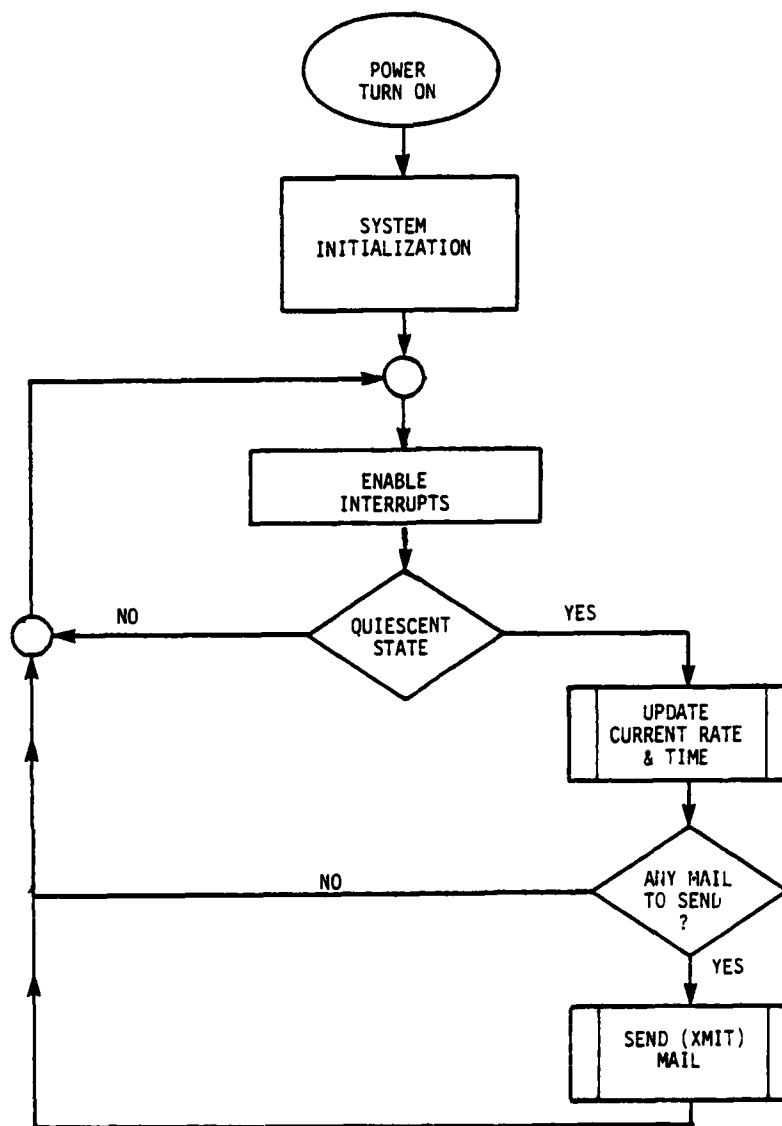 POWER
TURN ON
SYSTEM
INITIALIZATION
ENABLE
INTERRUPTS
NO
QUIESCENT
STATE
YES
UPDATE
CURRENT RATE
& TIME
NO
ANY MAIL
TO SEND
?
YES
SEND (XMIT)
MAIL